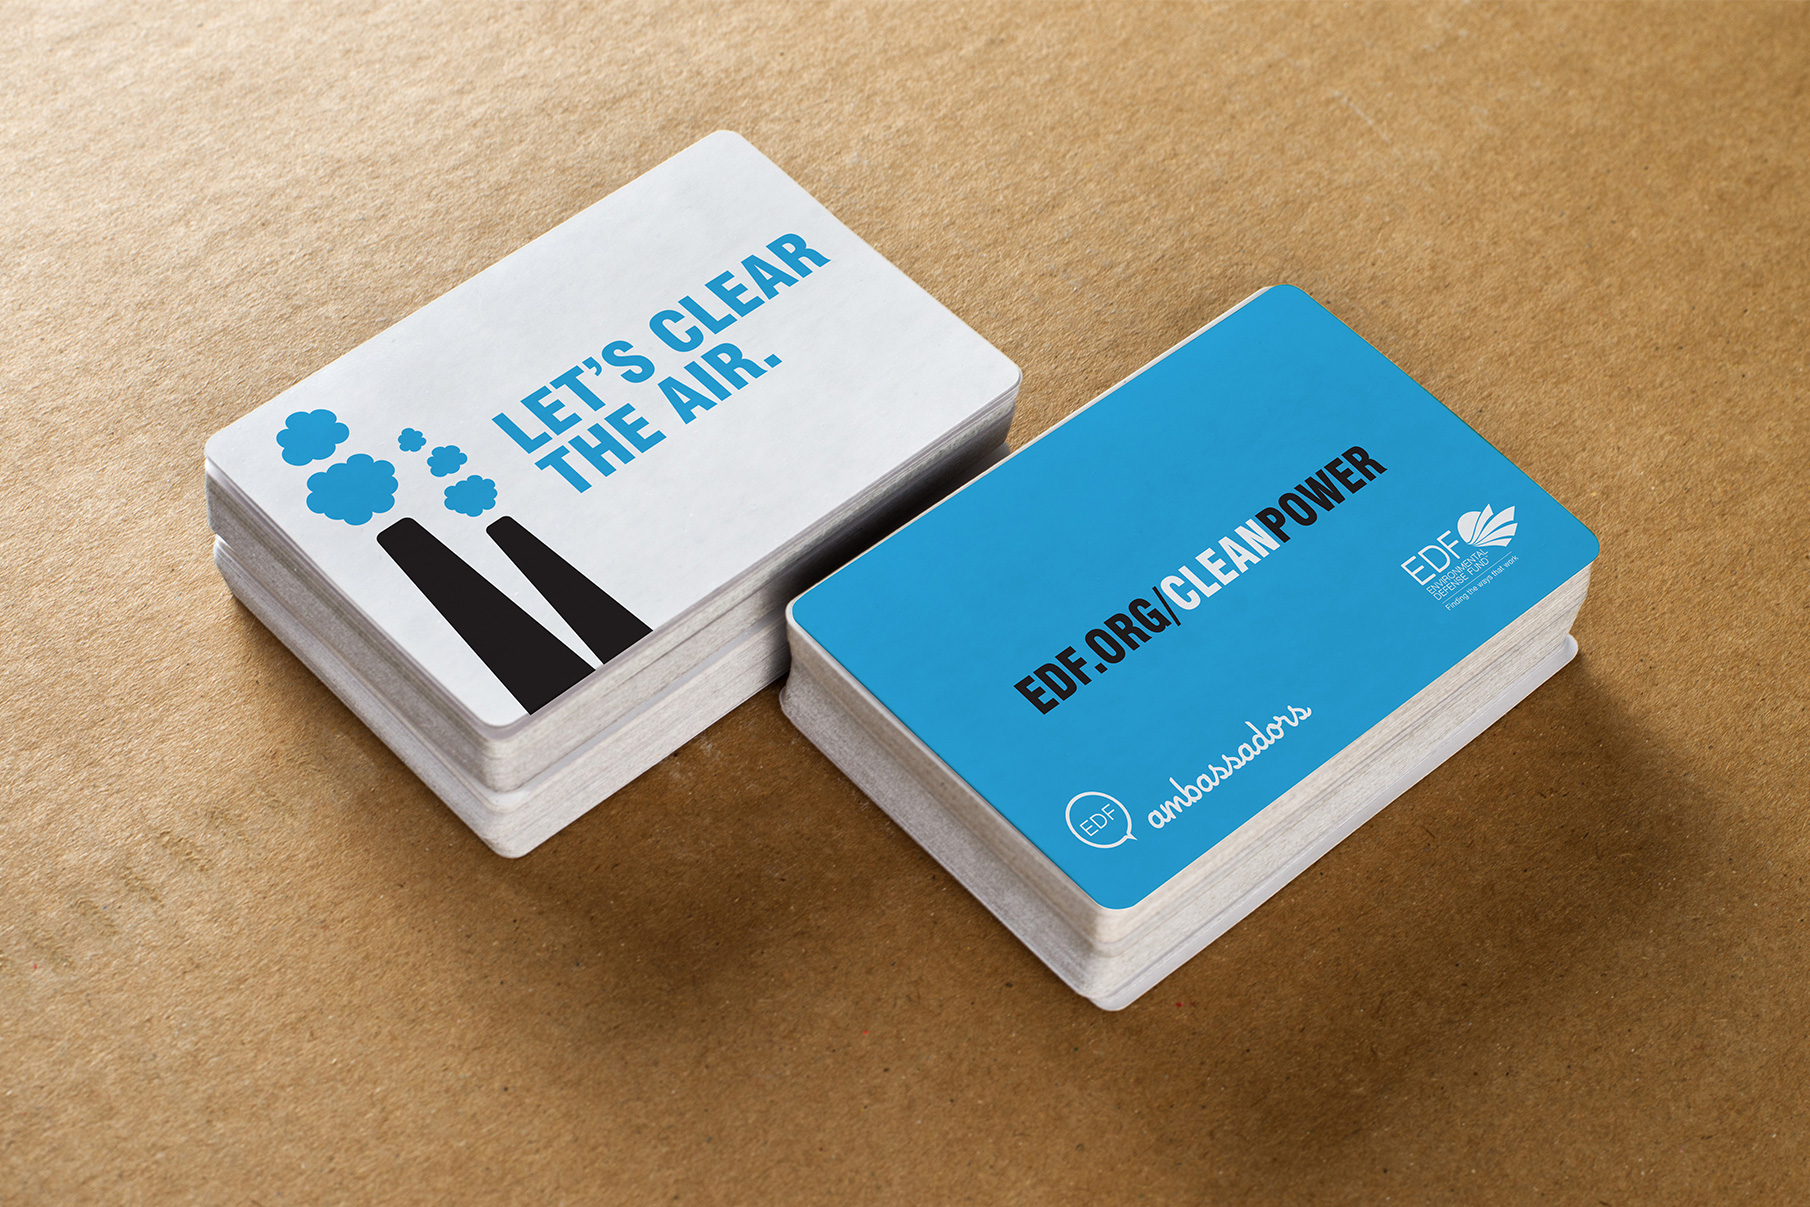 LET'S CLEAR
THE AIR.
EDF.ORG/CLEANPOWER
EDF
ENVIRONMENTAL
DEFENSE FUND
Finding the ways that work
EDF
ambassadors